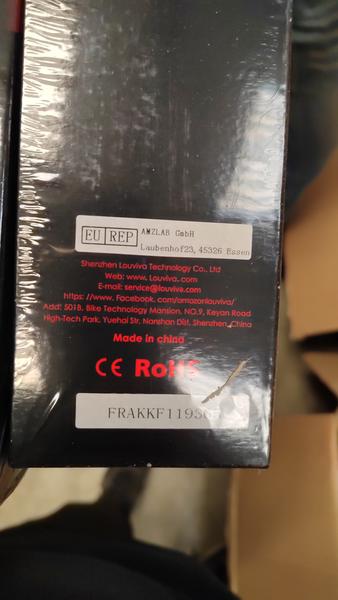 EU REP AMZLAB GmbH
Laubenhof23, 45326 Essen
Shenzhen Louviva Technology Co., Ltd
Web: www.louviva.com
E-mail: service@louviva.com
https: //www. Facebook. com/amazonlouviva/
Add: 501B, Bike Technology Mansion, NO.9, Keyan Road
High-Tech Park, Yuehai Str, Nanshan Dist, Shenzhen, China
Made in china
CE RoHS